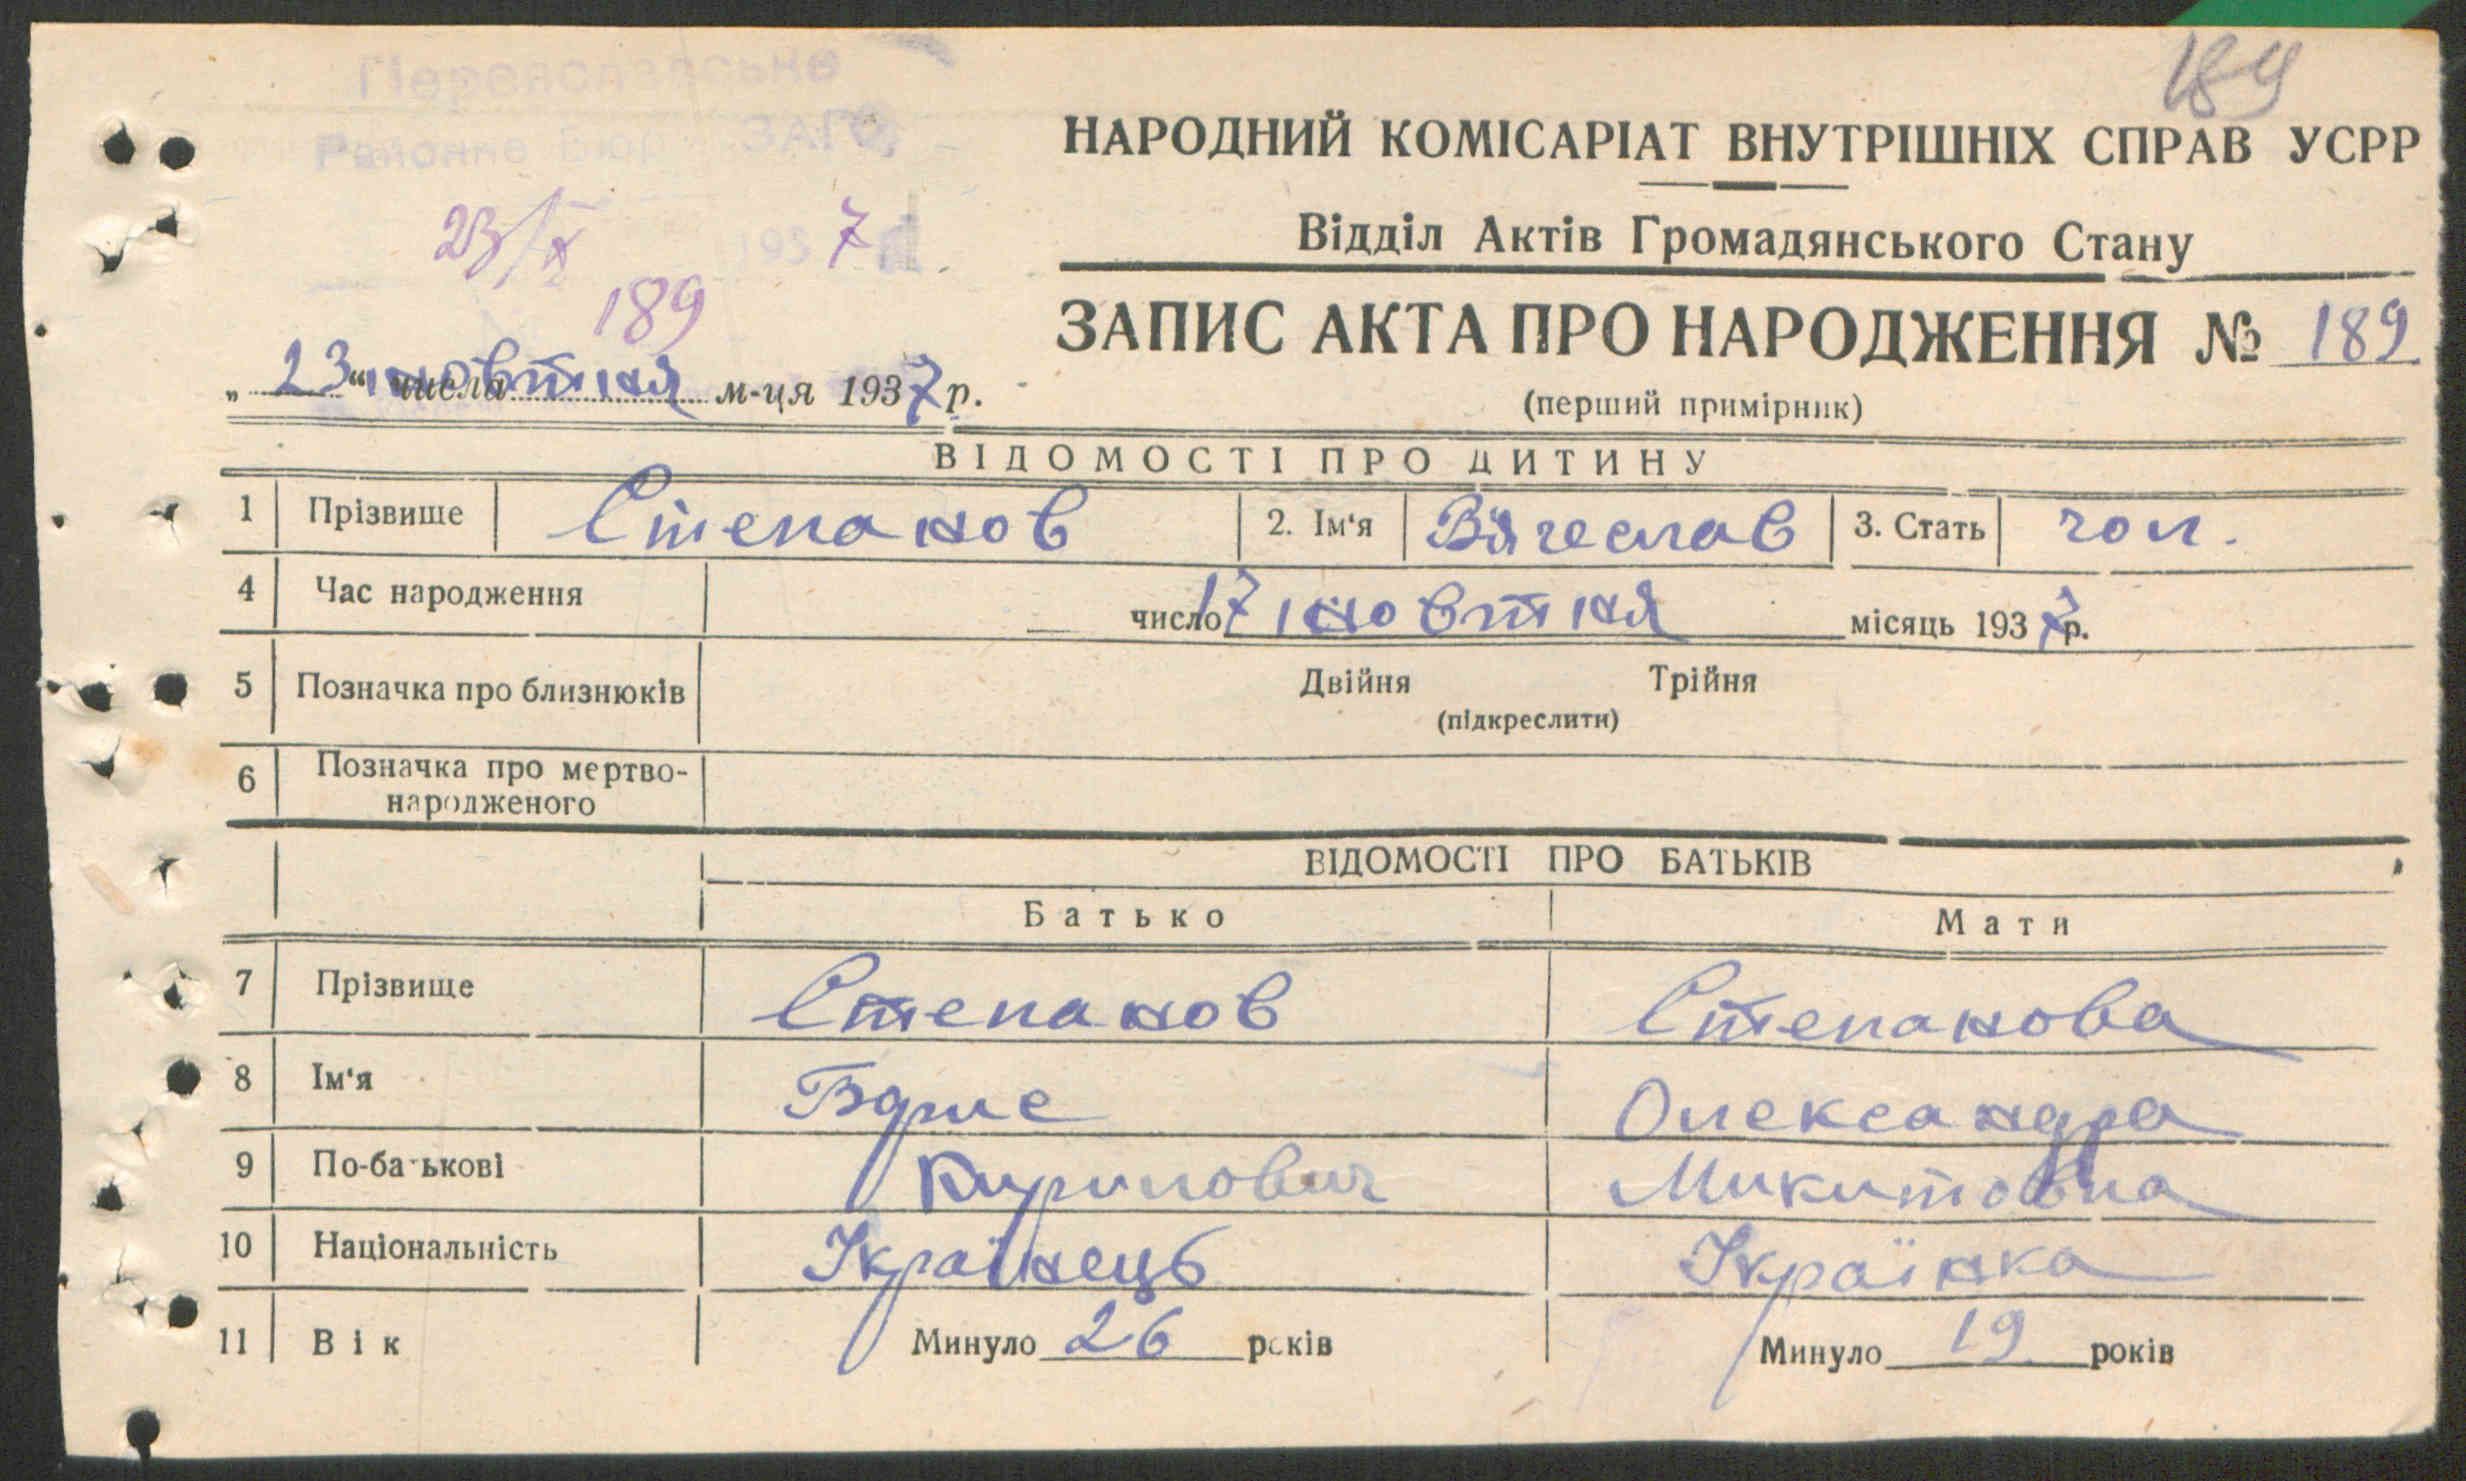 189
Переяславське
Районне Бюро ЗАГС
НАРОДНИЙ КОМІСАРІАТ ВНУТРІШНІХ СПРАВ УСРР
Відділ Актів Громадянського Стану
23/X 1937
189
ЗАПИС АКТА ПРО НАРОДЖЕННЯ № 189
(перший примірник)
„23“ числа жовтня м-ця 1937 р.
ВІДОМОСТІ ПРО ДИТИНУ
1 Прізвище Степанов 2. Ім‘я Вячеслав 3. Стать чол.
4 Час народження число 17 жовтня місяць 1937 р.
5 Позначка про близнюків Двійня Трійня
(підкреслити)
6 Позначка про мертво-
народженого
ВІДОМОСТІ ПРО БАТЬКІВ
Батько Мати
7 Прізвище Степанов Степанова
8 Ім‘я Борис Олександра
9 По-батькові Кирилович Микитовна
10 Національність Українець Українка
11 Вік Минуло 26 років Минуло 19 років